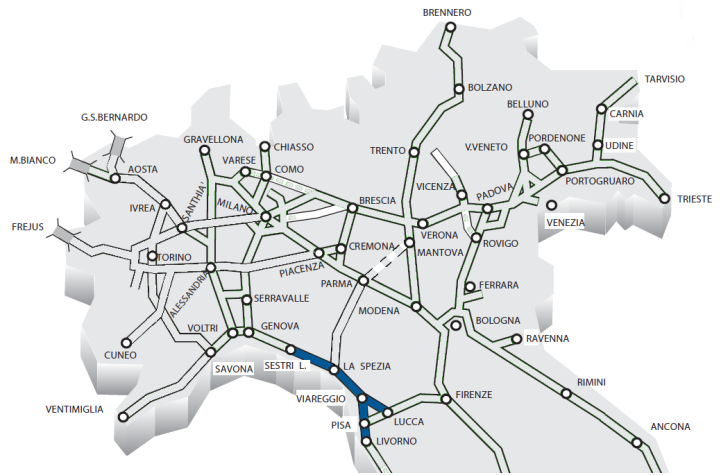 BRENNERO
TARVISIO
BOLZANO
G.S.BERNARDO
BELLUNO
CARNIA
GRAVELLONA
CHIASSO
PORDENONE
M.BIANCO
VARESE
COMO
TRENTO
V.VENETO
UDINE
AOSTA
PORTOGRUARO
VICENZA
PADOVA
TRIESTE
IVREA
SANTHIA'
MILANO
BRESCIA
VENEZIA
FREJUS
VERONA
ROVIGO
TORINO
CREMONA
MANTOVA
PIACENZA
PARMA
ALESSANDRIA
SERRAVALLE
FERRARA
MODENA
BOLOGNA
VOLTRI
GENOVA
RAVENNA
CUNEO
SAVONA
SESTRI L.
LA SPEZIA
RIMINI
VENTIMIGLIA
VIAREGGIO
FIRENZE
PISA
LUCCA
ANCONA
LIVORNO